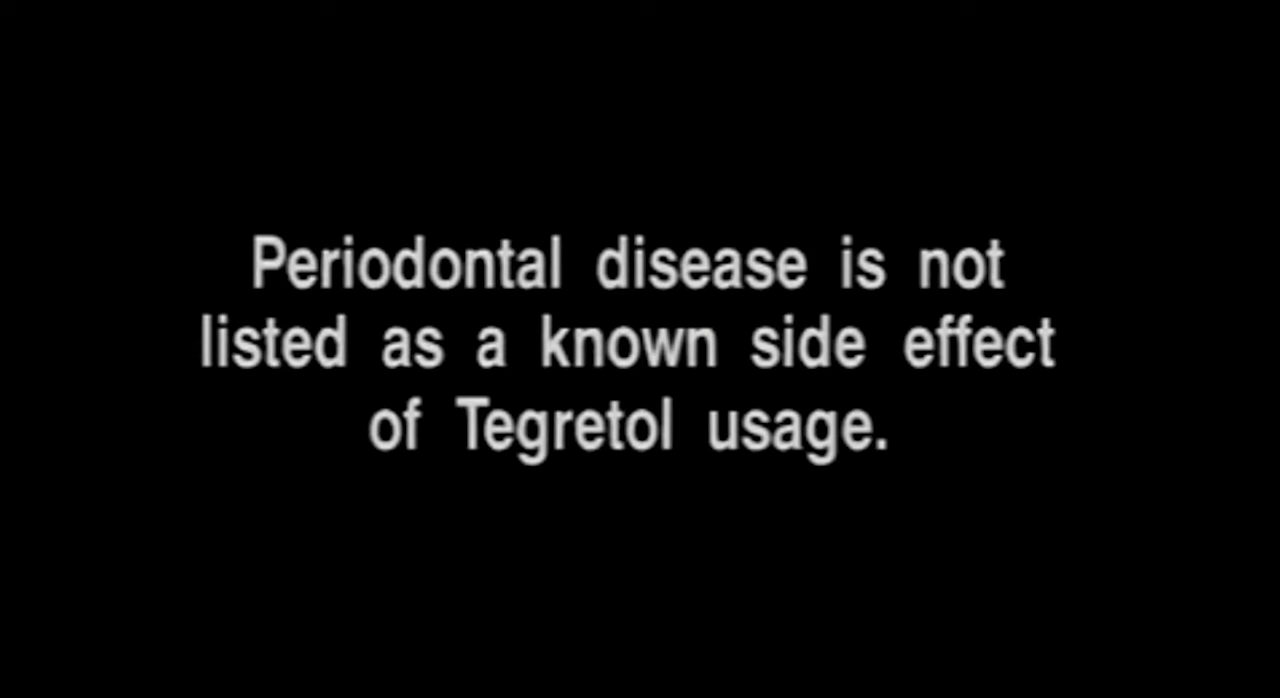 Periodontal disease is not
listed as a known side effect
of Tegretol usage.